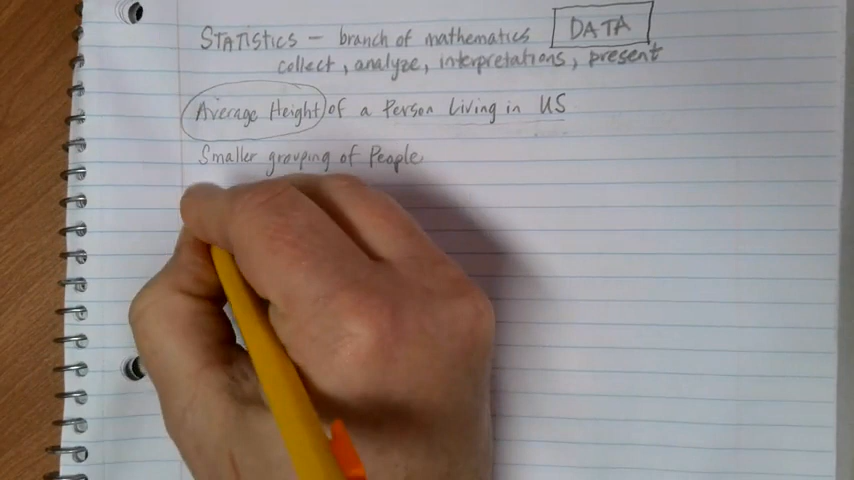 STATISTICS — branch of mathematics DATA
collect, analyze, interpretations, present
Average Height of a Person Living in US
Smaller grouping of People